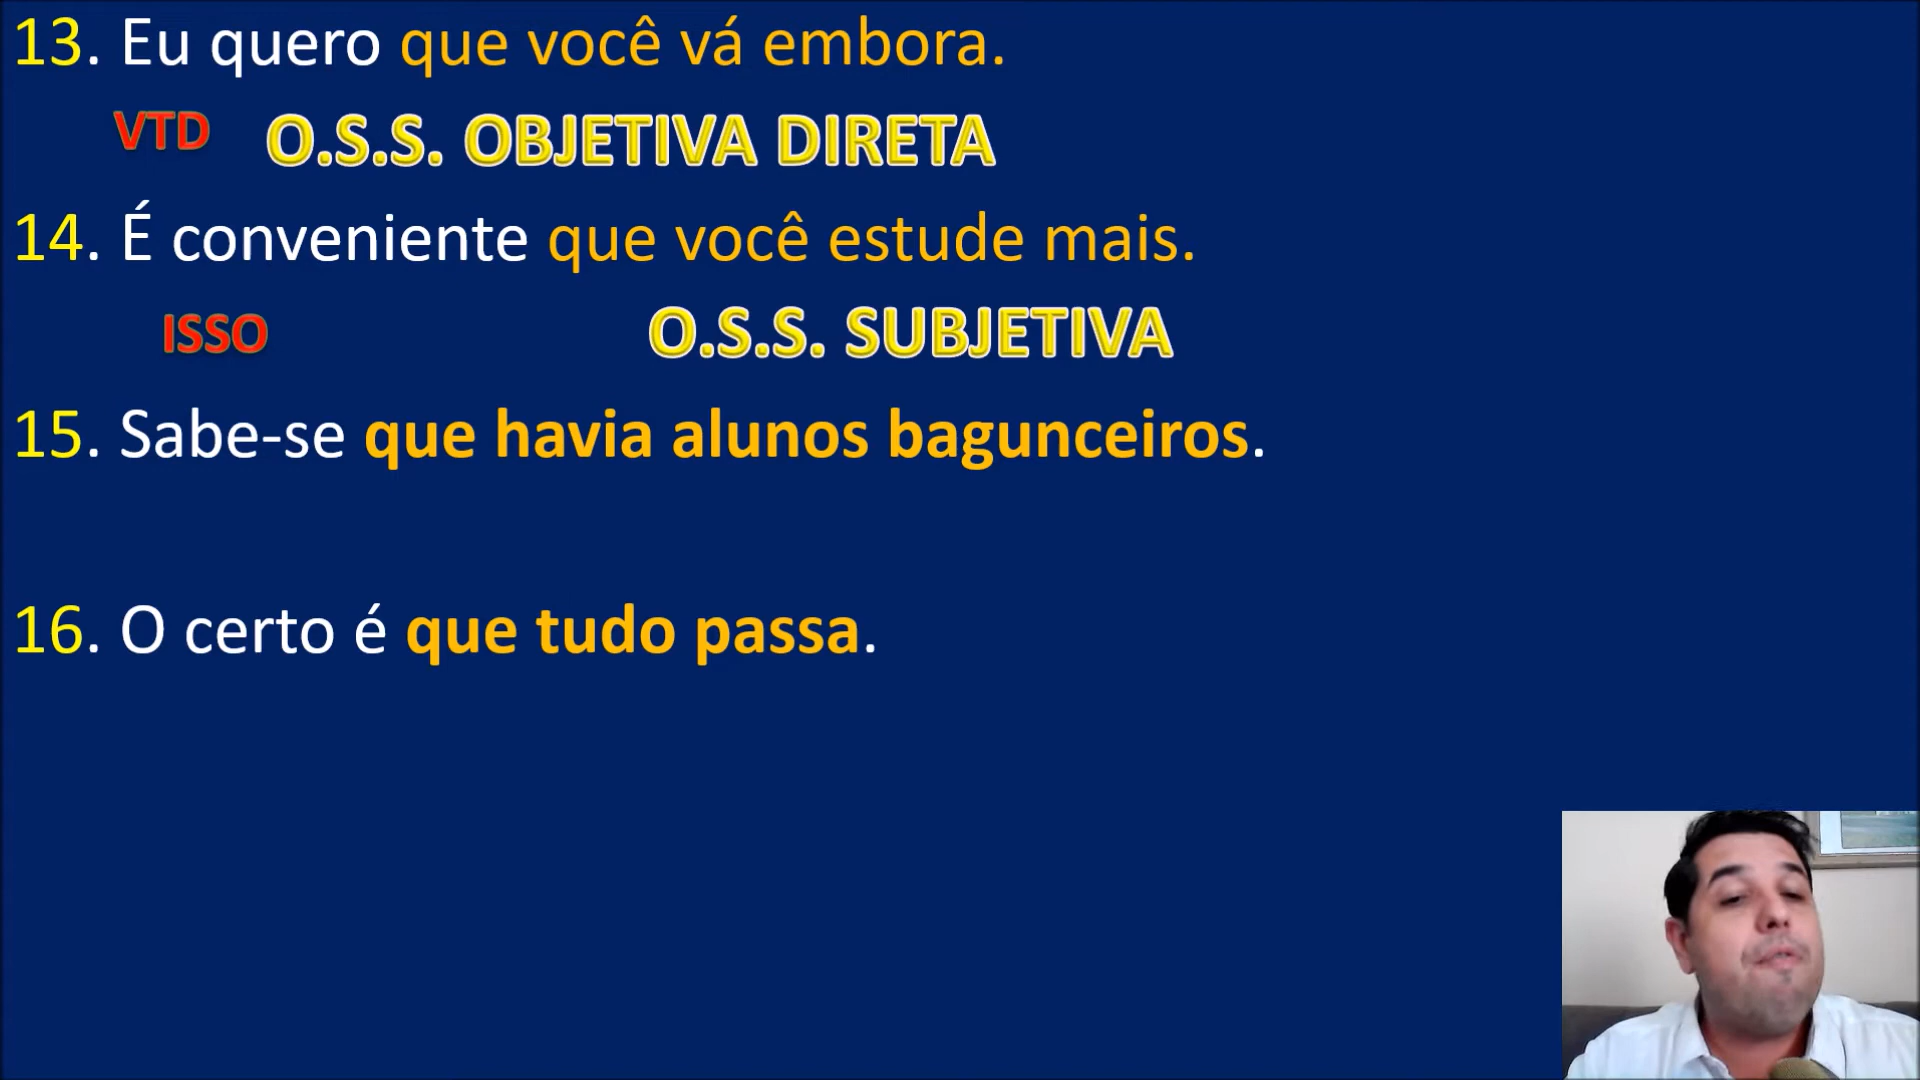 13. Eu quero que você vá embora.
VTD O.S.S. OBJETIVA DIRETA
14. É conveniente que você estude mais.
ISSO O.S.S. SUBJETIVA
15. Sabe-se que havia alunos bagunceiros.
16. O certo é que tudo passa.